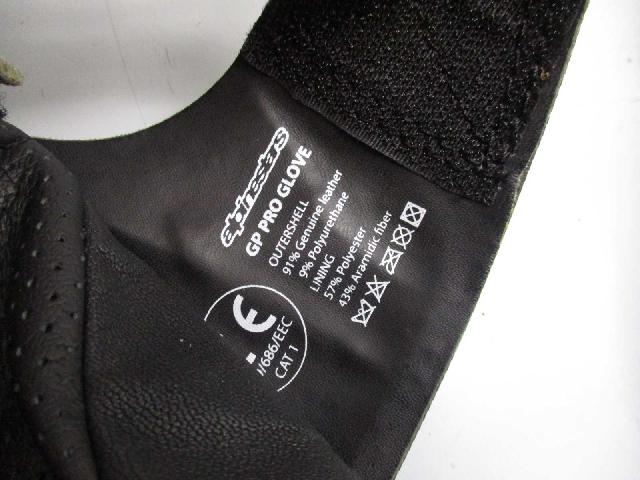 alpinestars
GP PRO GLOVE
OUTERSHELL
91% Genuine leather
9% Polyurethane
LINING
57% Polyester
43% Aramidic fiber
CE
/686/EEC
CAT 1